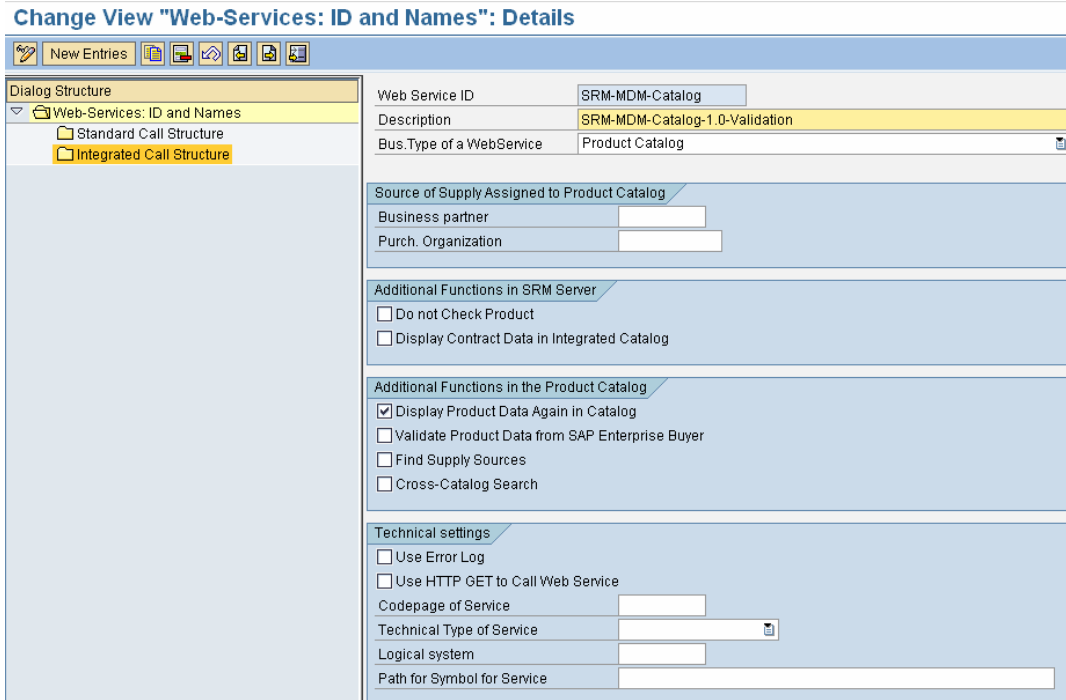 Change View "Web-Services: ID and Names": Details
New Entries
Dialog Structure
Web-Services: ID and Names
Standard Call Structure
Integrated Call Structure
Web Service ID SRM-MDM-Catalog
Description SRM-MDM-Catalog-1.0-Validation
Bus.Type of a WebService Product Catalog
Source of Supply Assigned to Product Catalog
Business partner
Purch. Organization
Additional Functions in SRM Server
Do not Check Product
Display Contract Data in Integrated Catalog
Additional Functions in the Product Catalog
Display Product Data Again in Catalog
Validate Product Data from SAP Enterprise Buyer
Find Supply Sources
Cross-Catalog Search
Technical settings
Use Error Log
Use HTTP GET to Call Web Service
Codepage of Service
Technical Type of Service
Logical system
Path for Symbol for Service